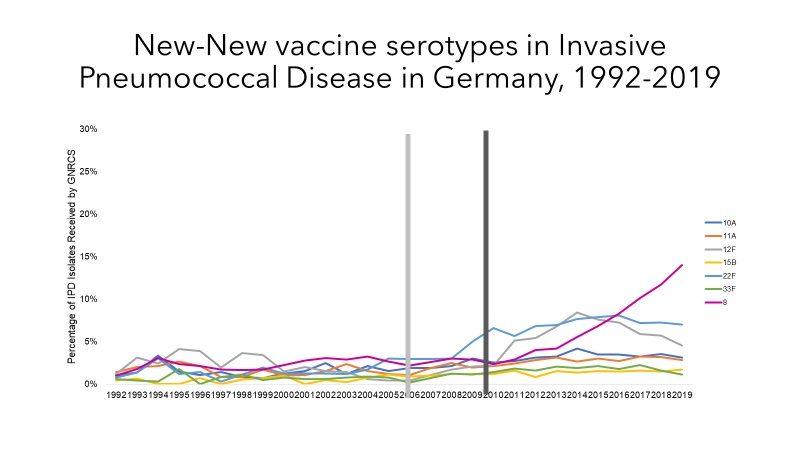 New-New vaccine serotypes in Invasive
Pneumococcal Disease in Germany, 1992-2019
Percentage of IPD Isolates Received by GNRCS
30%
25%
20%
15%
10%
5%
0%
1992 1993 1994 1995 1996 1997 1998 1999 2000 2001 2002 2003 2004 2005 2006 2007 2008 2009 2010 2011 2012 2013 2014 2015 2016 2017 2018 2019
10A
11A
12F
15B
22F
33F
8